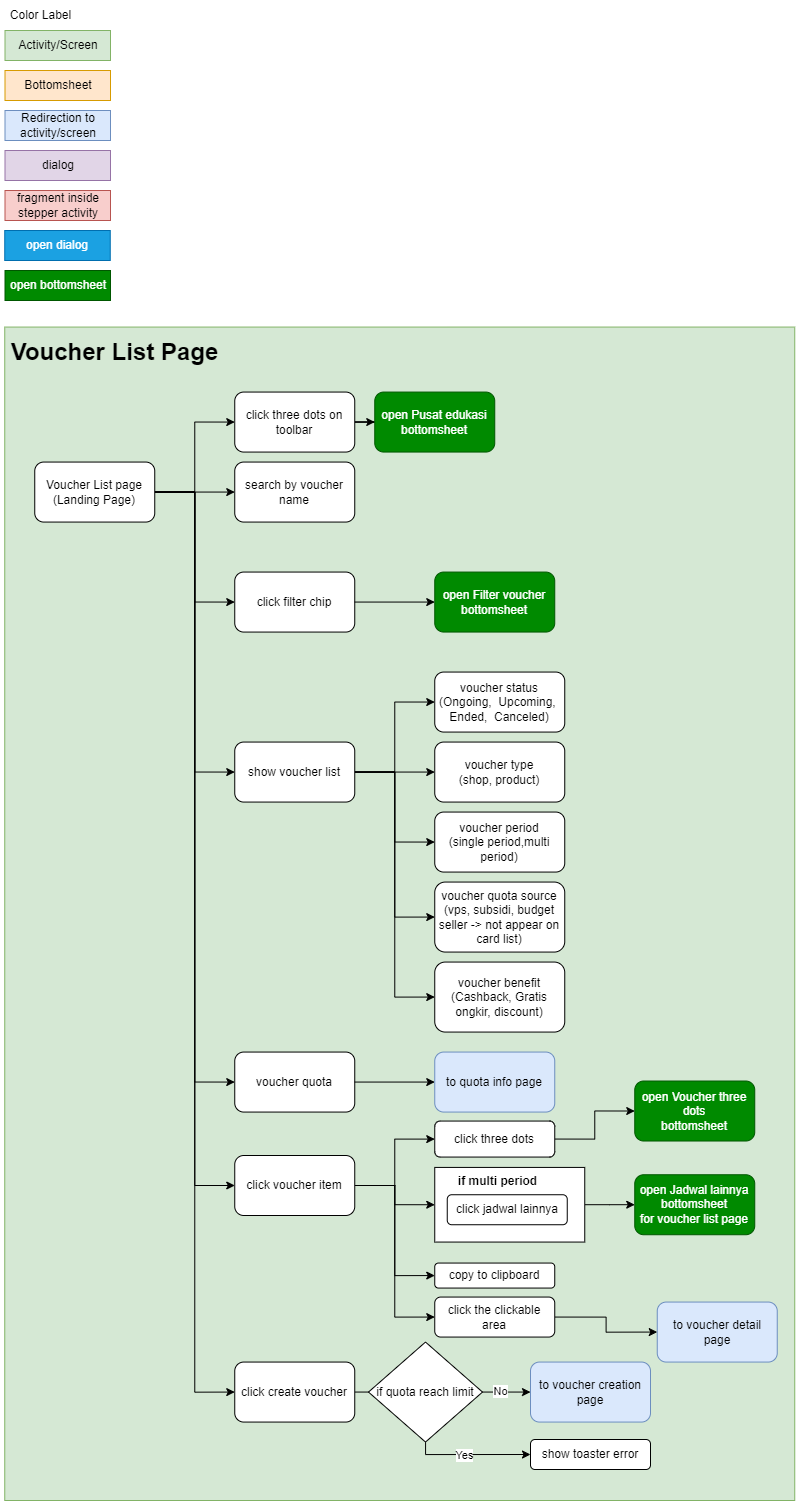 Color Label
Activity/Screen
Bottomsheet
Redirection to
activity/screen
dialog
fragment inside
stepper activity
open dialog
open bottomsheet
Voucher List Page
click three dots on
toolbar
open Pusat edukasi
bottomsheet
Voucher List page
(Landing Page)
search by voucher
name
click filter chip
open Filter voucher
bottomsheet
show voucher list
voucher status
(Ongoing,  Upcoming,
Ended,  Canceled)
voucher type
(shop, product)
voucher period
(single period,multi
period)
voucher quota source
(vps, subsidi, budget
seller -> not appear on
card list)
voucher benefit
(Cashback, Gratis
ongkir, discount)
voucher quota
to quota info page
click voucher item
click three dots
open Voucher three
dots
bottomsheet
if multi period
click jadwal lainnya
open Jadwal lainnya
bottomsheet
for voucher list page
copy to clipboard
click the clickable
area
to voucher detail
page
click create voucher
if quota reach limit
No
to voucher creation
page
Yes
show toaster error